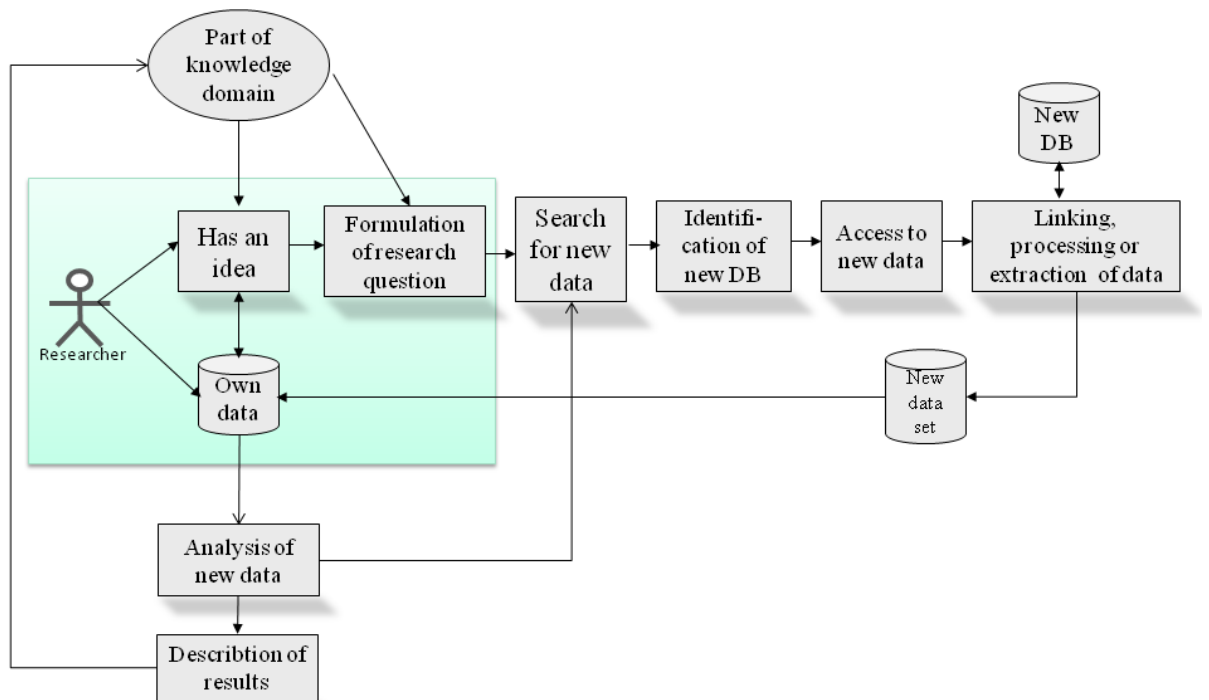 Part of
knowledge
domain
New
DB
Has an
idea
Formulation
of research
question
Search
for new
data
Identifi-
cation of
new DB
Access to
new data
Linking,
processing or
extraction of data
Researcher
Own
data
New
data
set
Analysis of
new data
Describtion of
results